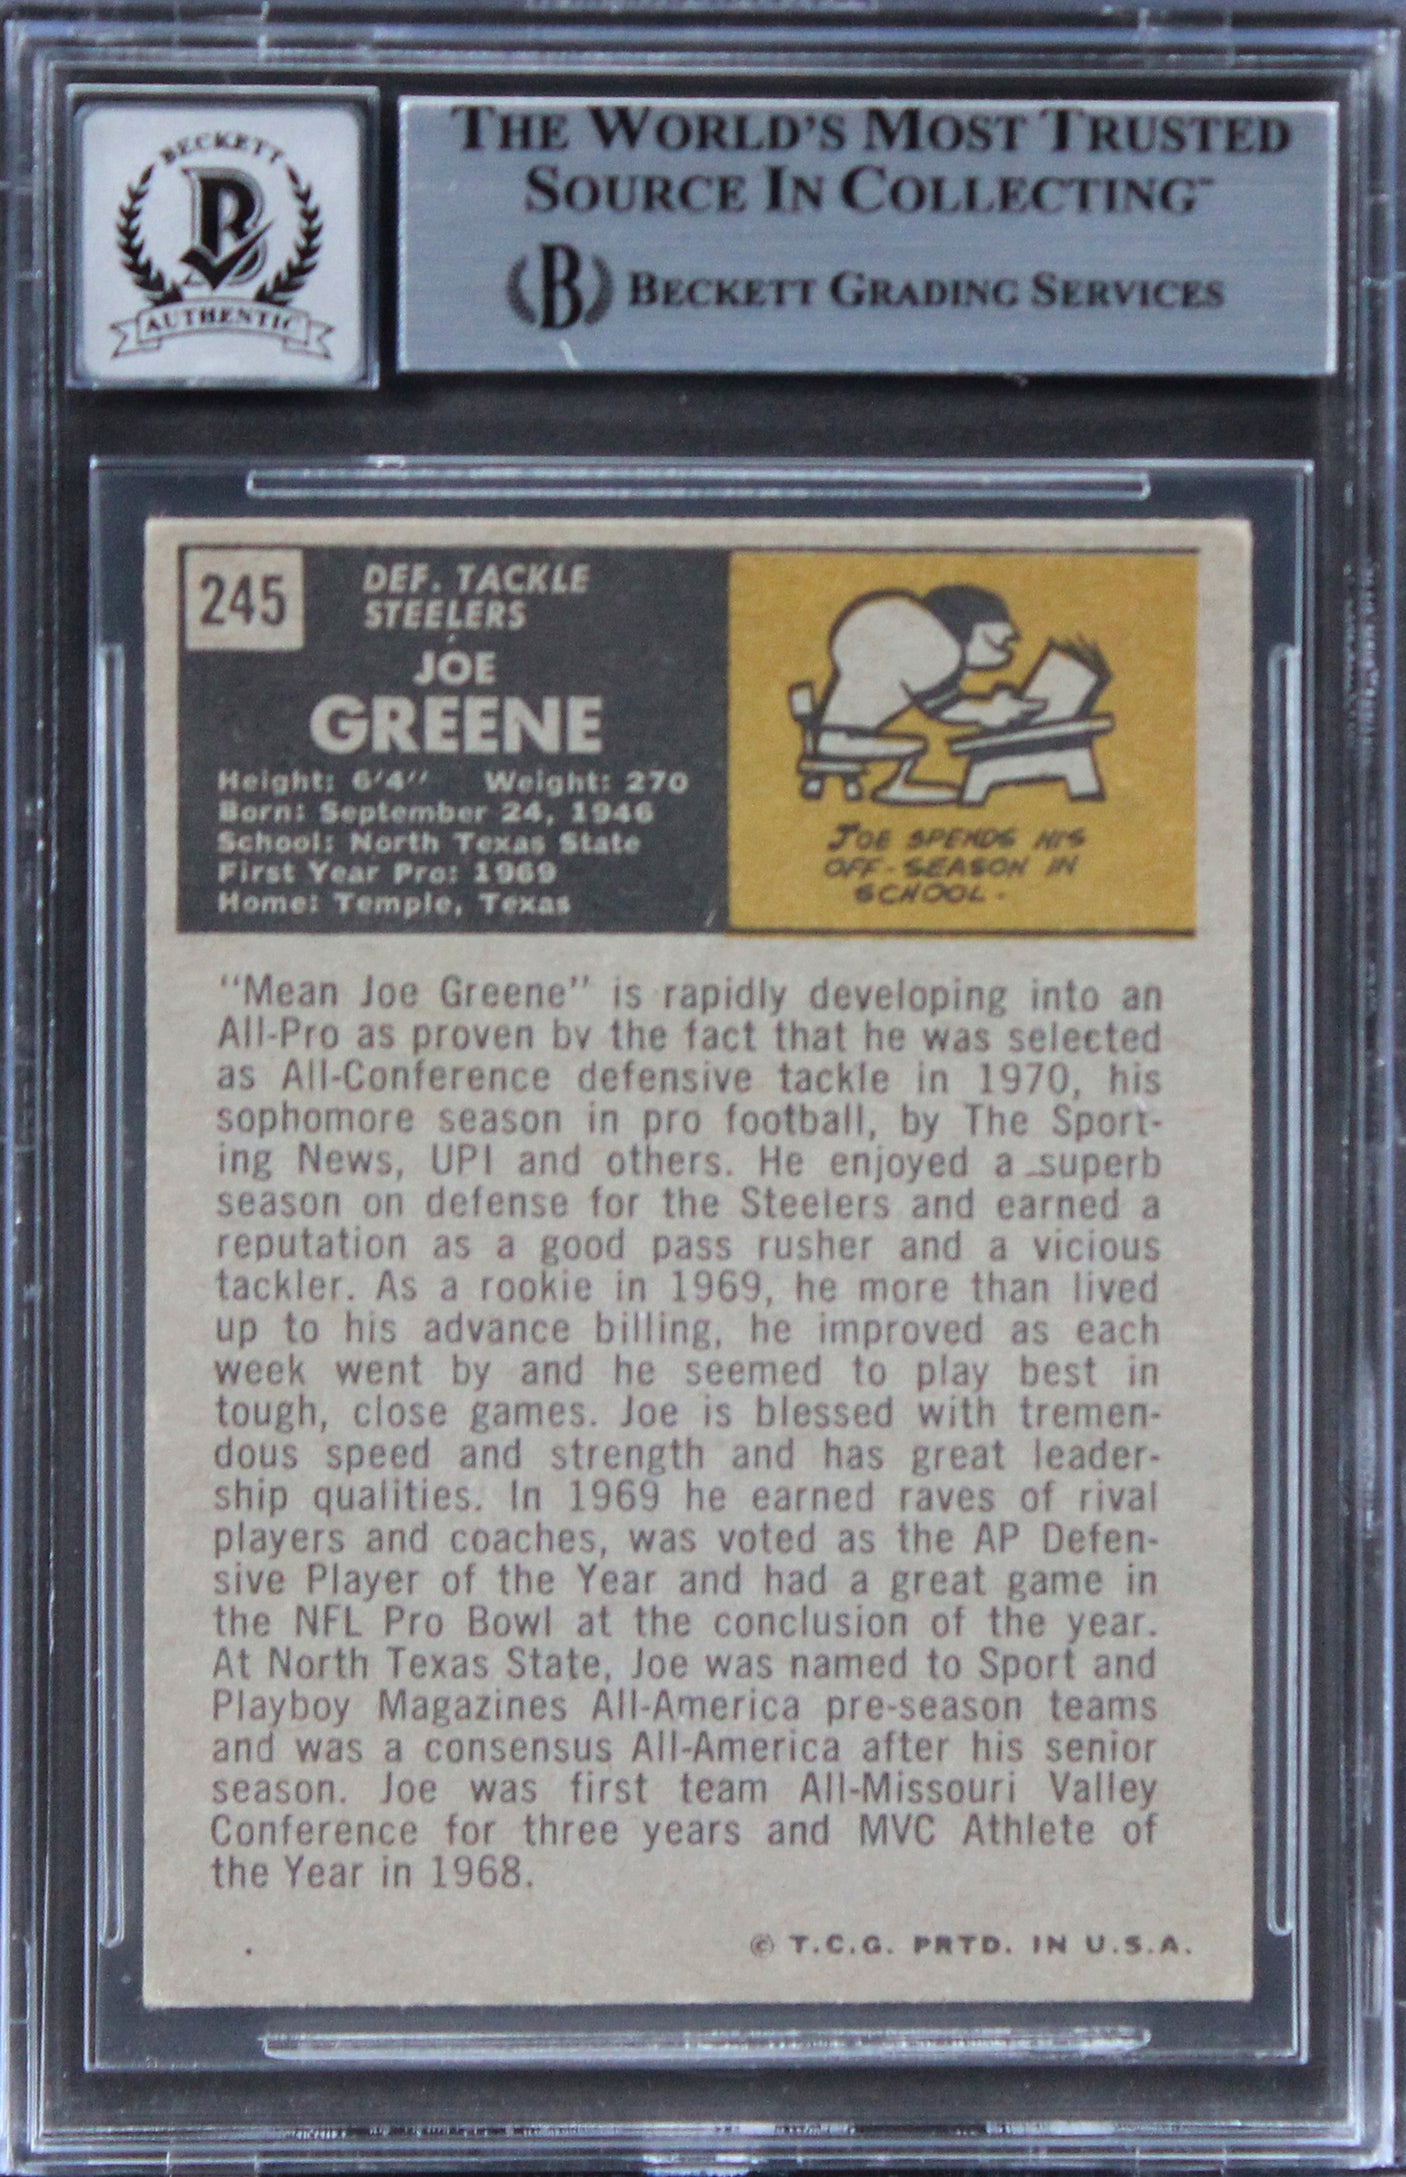 BECKETT
B
AUTHENTIC
THE WORLD'S MOST TRUSTED
SOURCE IN COLLECTING™
B BECKETT GRADING SERVICES
245
DEF. TACKLE
STEELERS
JOE
GREENE
Height: 6'4" Weight: 270
Born: September 24, 1946
School: North Texas State
First Year Pro: 1969
Home: Temple, Texas
JOE SPENDS HIS
OFF-SEASON IN
SCHOOL.
"Mean Joe Greene" is rapidly developing into an
All-Pro as proven by the fact that he was selected
as All-Conference defensive tackle in 1970, his
sophomore season in pro football, by The Sport-
ing News, UPI and others. He enjoyed a superb
season on defense for the Steelers and earned a
reputation as a good pass rusher and a vicious
tackler. As a rookie in 1969, he more than lived
up to his advance billing, he improved as each
week went by and he seemed to play best in
tough, close games. Joe is blessed with tremen-
dous speed and strength and has great leader-
ship qualities. In 1969 he earned raves of rival
players and coaches, was voted as the AP Defen-
sive Player of the Year and had a great game in
the NFL Pro Bowl at the conclusion of the year.
At North Texas State, Joe was named to Sport and
Playboy Magazines All-America pre-season teams
and was a consensus All-America after his senior
season. Joe was first team All-Missouri Valley
Conference for three years and MVC Athlete of
the Year in 1968.
© T.C.G. PRTD. IN U.S.A.